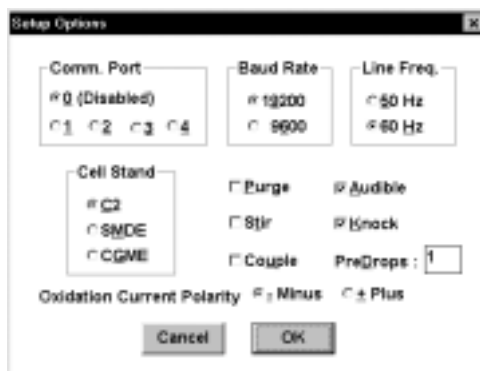 Setup Options
Comm. Port
0 (Disabled)
1 2 3 4
Baud Rate
19200
9600
Line Freq.
50 Hz
60 Hz
Cell Stand
C2
SMDE
CGME
Purge
Audible
Stir
Knock
Couple
PreDrops : 1
Oxidation Current Polarity - Minus + Plus
Cancel
OK